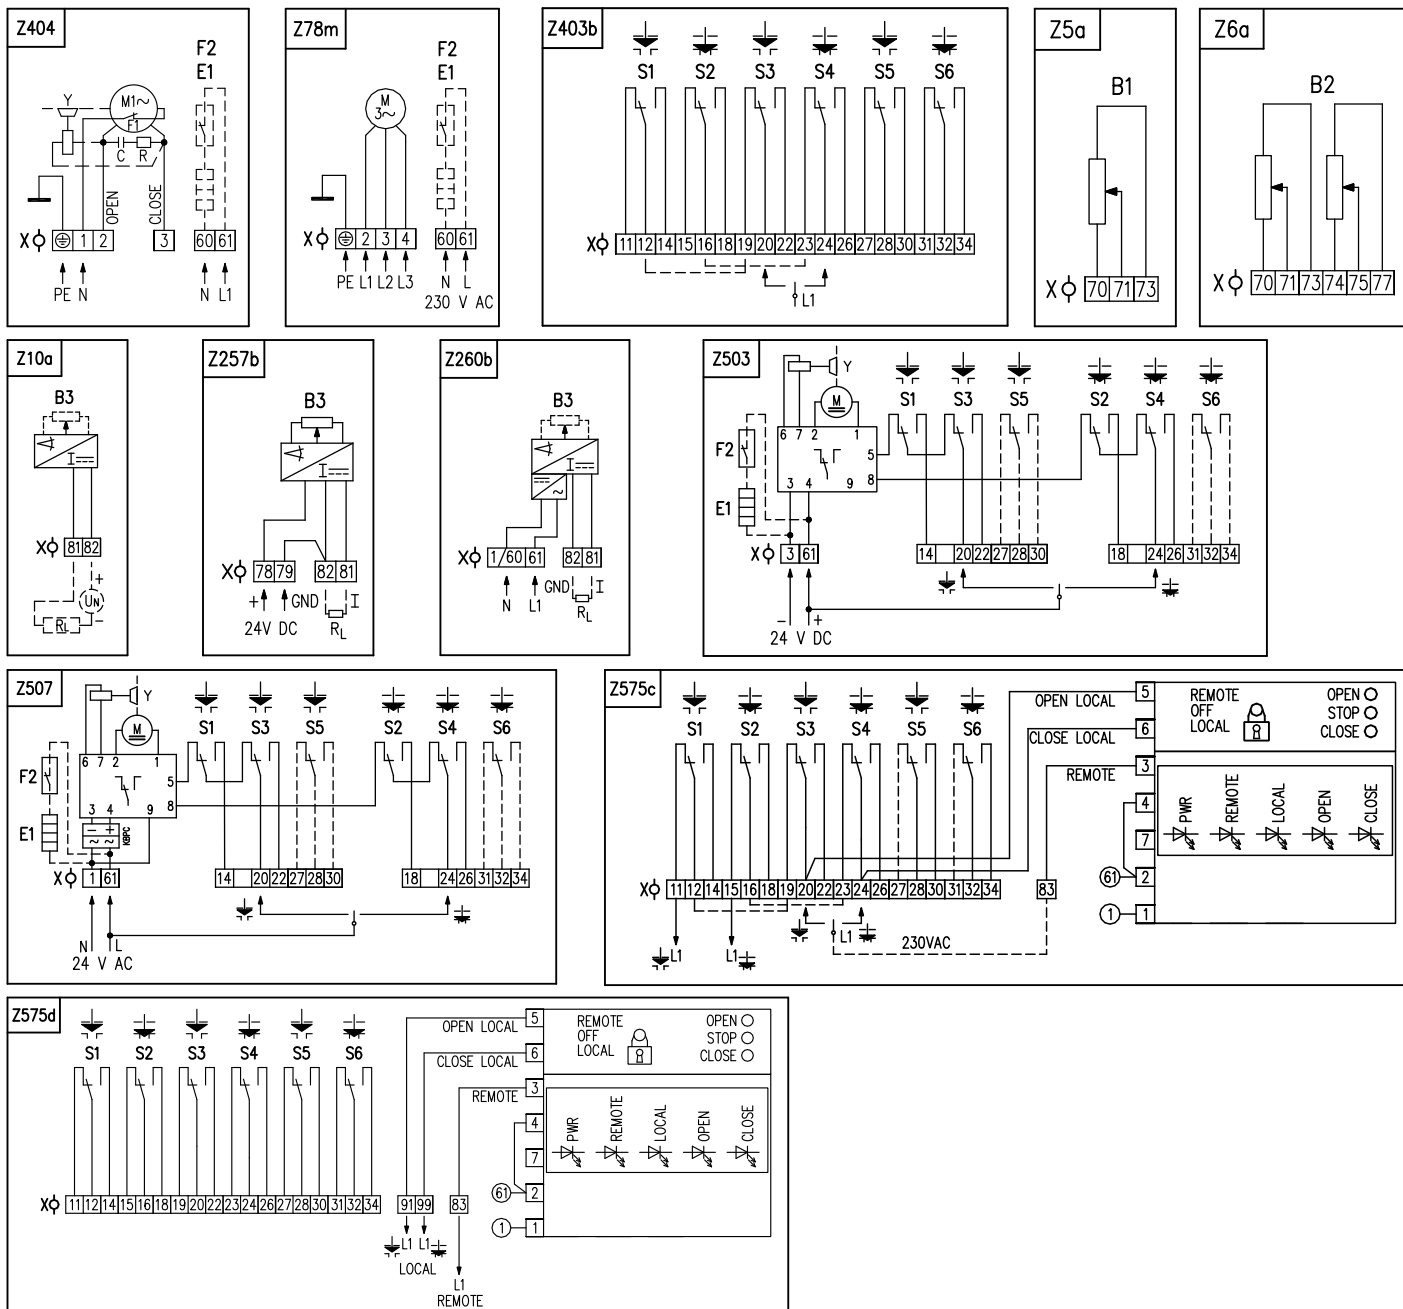 Z404
F2
E1
Y
M1~
F1
C R
OPEN
CLOSE
X 1 2 3 60 61
PE N N L1
Z78m
F2
E1
M
3~
X 2 3 4 60 61
PE L1 L2 L3 N L
230 V AC
Z403b
S1 S2 S3 S4 S5 S6
X 11 12 14 15 16 18 19 20 22 23 24 26 27 28 30 31 32 34
L1
Z5a
B1
X 70 71 73
Z6a
B2
X 70 71 73 74 75 77
Z10a
B3
I
X 81 82
+
UN
RL −
Z257b
B3
I
X 78 79 82 81
+ GND I
24V DC RL
Z260b
B3
I
~
X 1/60 61 82 81
GND I
N L1 RL
Z503
Y
M
S1 S3 S5 S2 S4 S6
6 7 2 1
F2
5
8
3 4 9
E1
X 3 61 14 20 22 27 28 30 18 24 26 31 32 34
− +
24 V DC
Z507
Y
M
S1 S3 S5 S2 S4 S6
6 7 2 1
F2
5
8
3 4 9
E1
− +
~ ~
KBPC
X 1 61 14 20 22 27 28 30 18 24 26 31 32 34
N L
24 V AC
Z575c
S1 S2 S3 S4 S5 S6
OPEN LOCAL 5
CLOSE LOCAL 6
REMOTE 3
4
7
61 2
1 1
REMOTE
OFF
LOCAL
OPEN
STOP
CLOSE
PWR
REMOTE
LOCAL
OPEN
CLOSE
X 11 12 14 15 16 18 19 20 22 23 24 26 27 28 30 31 32 34 83
L1 L1 L1 230VAC
Z575d
S1 S2 S3 S4 S5 S6
OPEN LOCAL 5
CLOSE LOCAL 6
REMOTE 3
4
7
61 2
1 1
REMOTE
OFF
LOCAL
OPEN
STOP
CLOSE
PWR
REMOTE
LOCAL
OPEN
CLOSE
X 11 12 14 15 16 18 19 20 22 23 24 26 27 28 30 31 32 34 91 99 83
L1 L1
LOCAL
L1
REMOTE